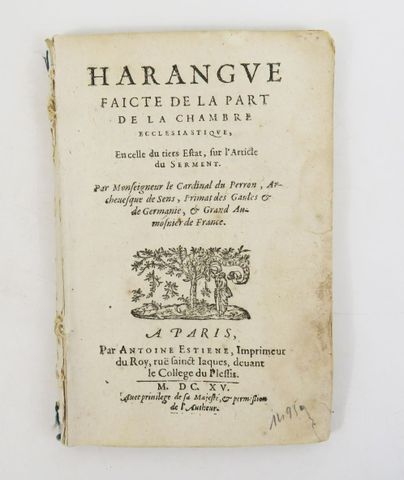 HARANGVE
FAICTE DE LA PART
DE LA CHAMBRE
ECCLESIASTIQVE,
En celle du tiers Estat, sur l'Article
du SERMENT.
Par Monseigneur le Cardinal du Perron, Ar-
cheuesque de Sens, Primat des Gaules &
de Germanie, & Grand Au-
mosnier de France.
A PARIS,
Par ANTOINE ESTIENE, Imprimeur
du Roy, ruë sainct Iaques, deuant
le College du Plessis.
M. DC. XV.
Auec priuilege de sa Majesté, & permission
de l'Autheur.